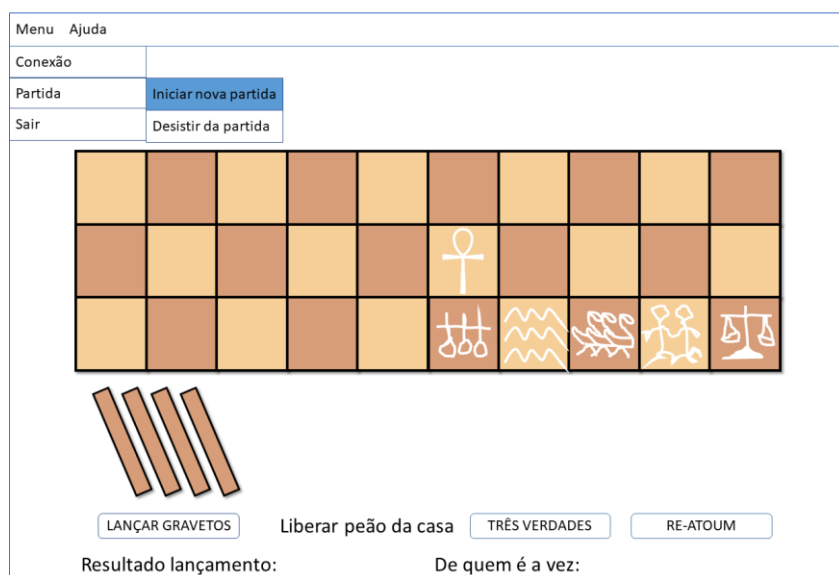 Menu Ajuda
Conexão
Partida
Iniciar nova partida
Sair
Desistir da partida
LANÇAR GRAVETOS
Liberar peão da casa
TRÊS VERDADES
RE-ATOUM
Resultado lançamento:
De quem é a vez: